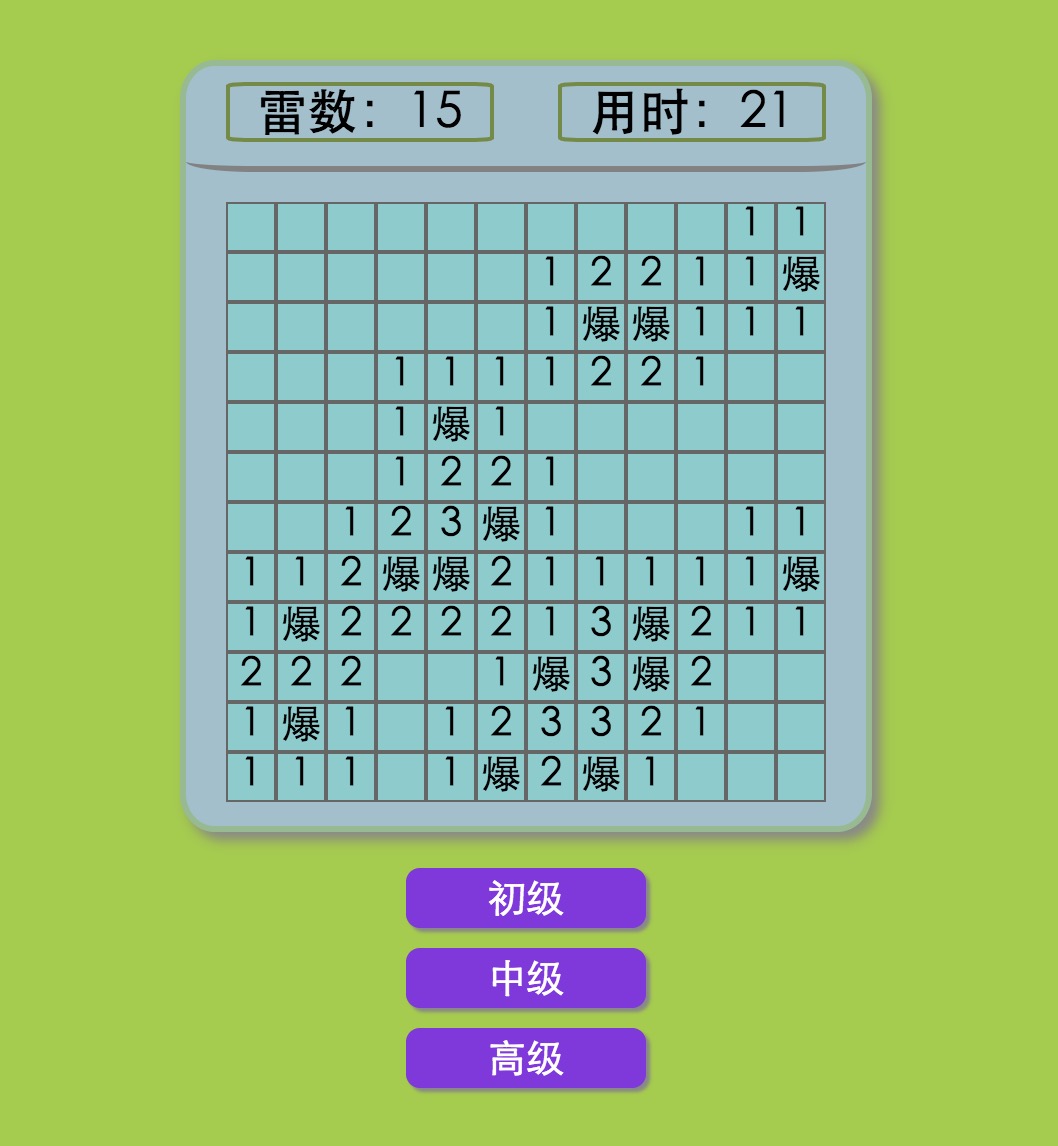 雷数：15 用时：21
1 1
1 2 2 1 1 爆
1 爆 爆 1 1 1
1 1 1 1 2 2 1
1 爆 1
1 2 2 1
1 2 3 爆 1 1 1
1 1 2 爆 爆 2 1 1 1 1 1 爆
1 爆 2 2 2 2 1 3 爆 2 1 1
2 2 2 1 爆 3 爆 2
1 爆 1 1 2 3 3 2 1
1 1 1 1 爆 2 爆 1
初级
中级
高级